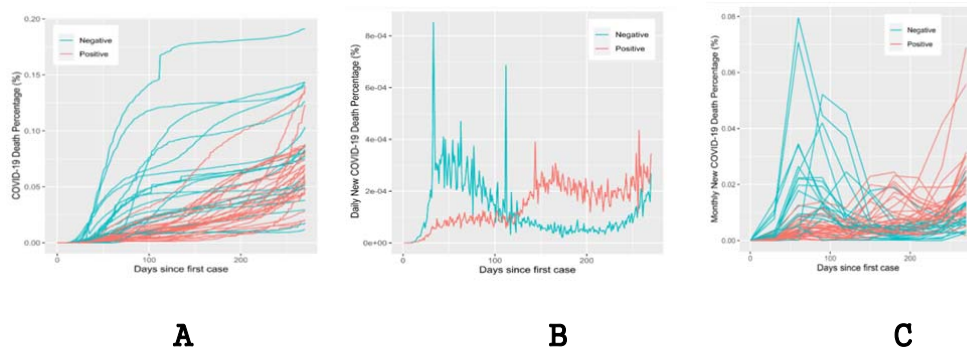 COVID-19 Death Percentage (%)
0.20
0.15
0.10
0.05
0.00
Negative
Positive
0
100
200
Days since first case
A
Daily New COVID-19 Death Percentage (%)
8e-04
6e-04
4e-04
2e-04
0e+00
Negative
Positive
0
200
Days since first case
B
Monthly New COVID-19 Death Percentage (%)
0.08
0.06
0.04
0.02
0.00
Negative
Positive
0
100
200
Days since first case
C